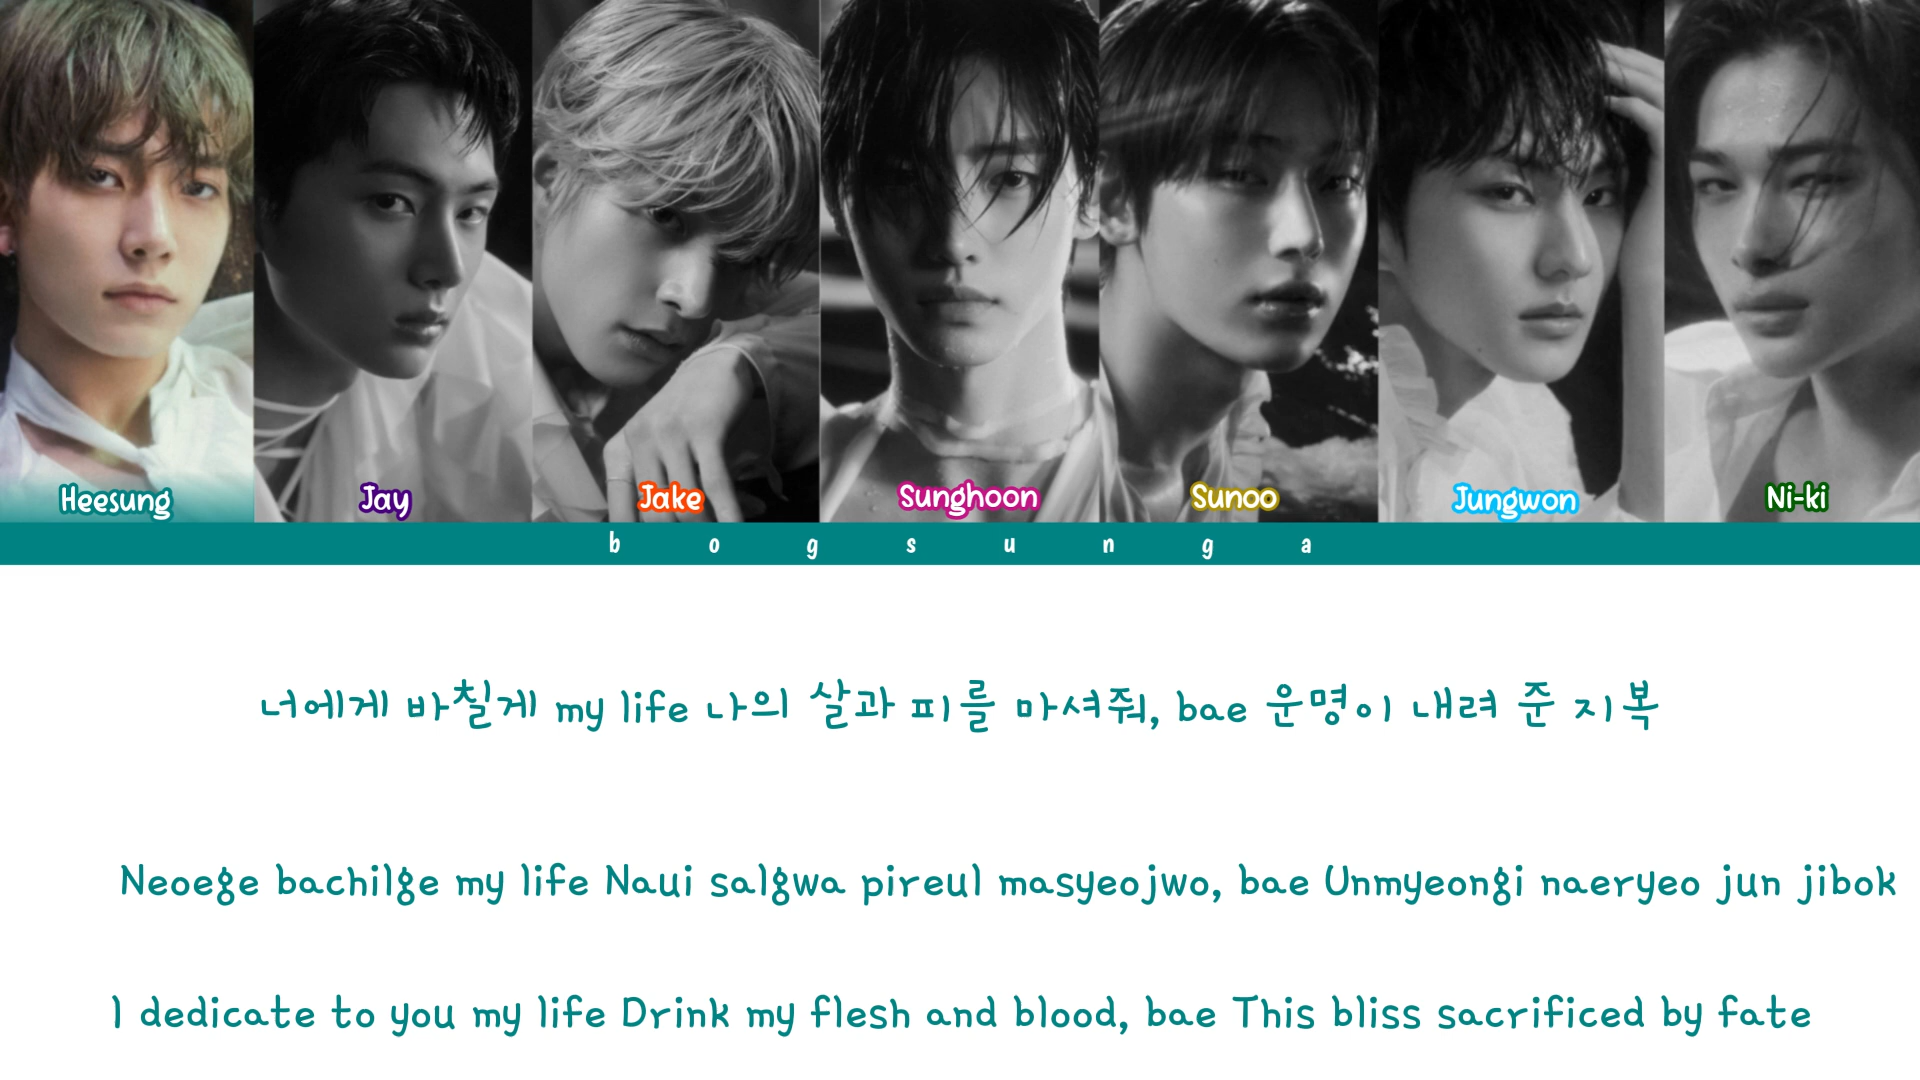 Heesung Jay Jake Sunghoon Sunoo Jungwon Ni-ki
bogsunga
너에게 바칠게 my life 나의 살과 피를 마셔줘, bae 운명이 내려 준 지복
Neoege bachilge my life Naui salgwa pireul masyeojwo, bae Unmyeongi naeryeo jun jibok
I dedicate to you my life Drink my flesh and blood, bae This bliss sacrificed by fate